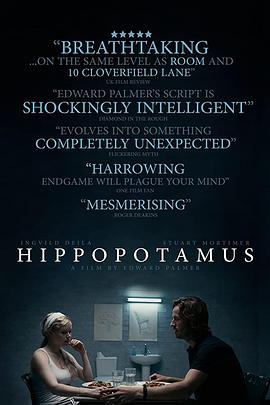 ★★★★★
“BREATHTAKING
...ON THE SAME LEVEL AS ROOM AND
10 CLOVERFIELD LANE”
UK FILM REVIEW
“EDWARD PALMER'S SCRIPT IS
SHOCKINGLY INTELLIGENT”
DIAMOND IN THE ROUGH
“EVOLVES INTO SOMETHING
COMPLETELY UNEXPECTED”
FLICKERING MYTH
“HARROWING
ENDGAME WILL PLAGUE YOUR MIND”
ONE FILM FAN
“MESMERISING”
ROGER DEAKINS
INGVILD DEILA STUART MORTIMER
HIPPOPOTAMUS
A FILM BY EDWARD PALMER